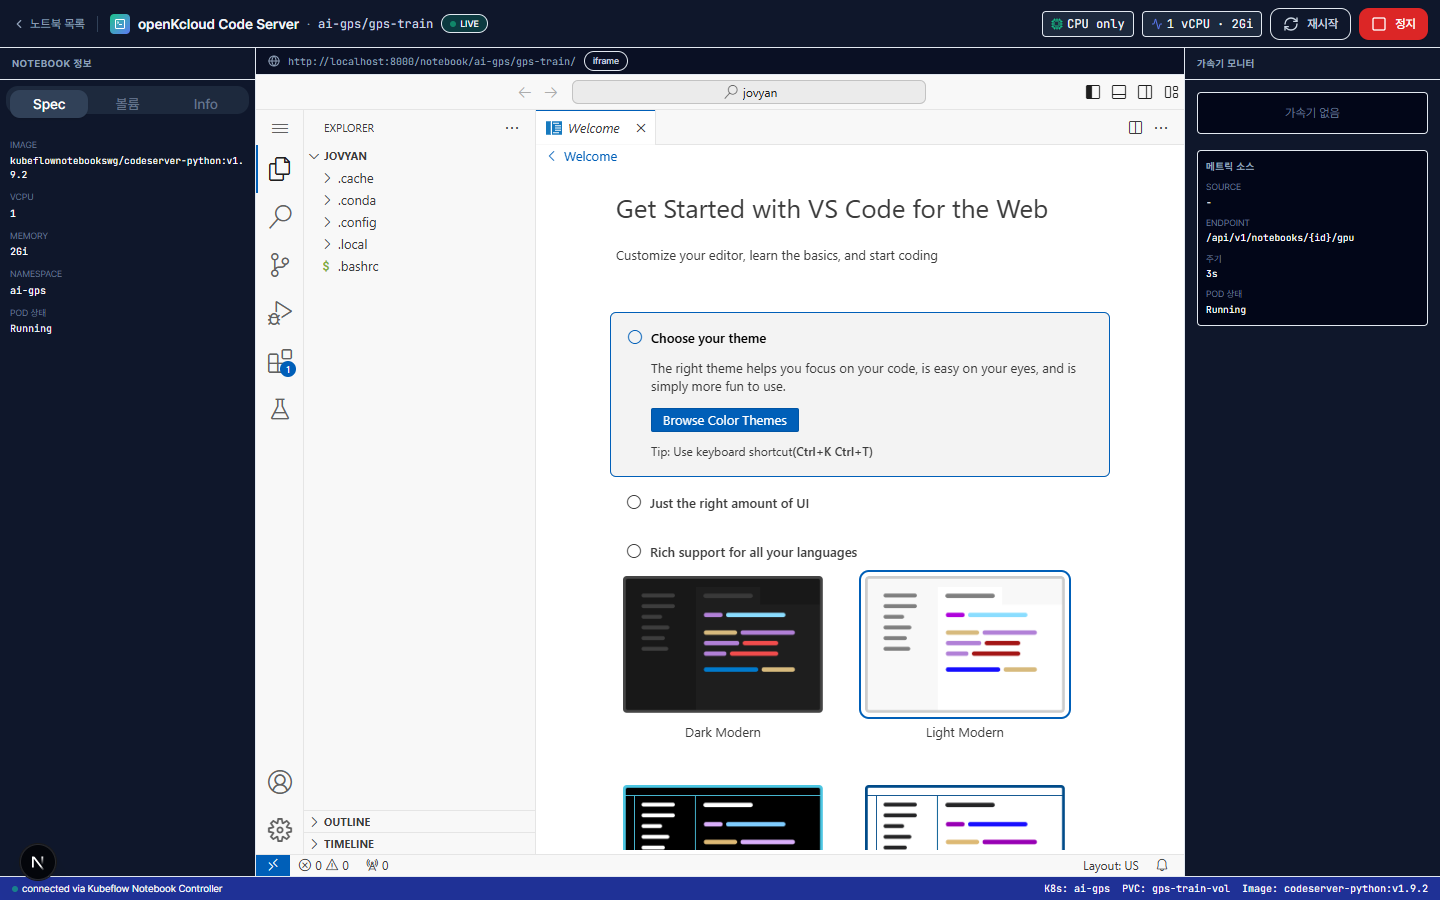 노트북 목록
openKcloud Code Server · ai-gps/gps-train
LIVE
CPU only
1 vCPU · 2Gi
재시작
정지
NOTEBOOK 정보
http://localhost:8000/notebook/ai-gps/gps-train/
iframe
가속기 모니터
Spec
볼륨
Info
IMAGE
kubeflownotebookswg/codeserver-python:v1.
9.2
VCPU
1
MEMORY
2Gi
NAMESPACE
ai-gps
POD 상태
Running
jovyan
EXPLORER
JOVYAN
.cache
.conda
.config
.local
$ .bashrc
1
OUTLINE
TIMELINE
Welcome
Welcome
Get Started with VS Code for the Web
Customize your editor, learn the basics, and start coding
Choose your theme
The right theme helps you focus on your code, is easy on your eyes, and is
simply more fun to use.
Browse Color Themes
Tip: Use keyboard shortcut(Ctrl+K Ctrl+T)
Just the right amount of UI
Rich support for all your languages
Dark Modern
Light Modern
가속기 없음
메트릭 소스
SOURCE
-
ENDPOINT
/api/v1/notebooks/{id}/gpu
주기
3s
POD 상태
Running
N
0 0 0
Layout: US
connected via Kubeflow Notebook Controller
K8s: ai-gps PVC: gps-train-vol Image: codeserver-python:v1.9.2